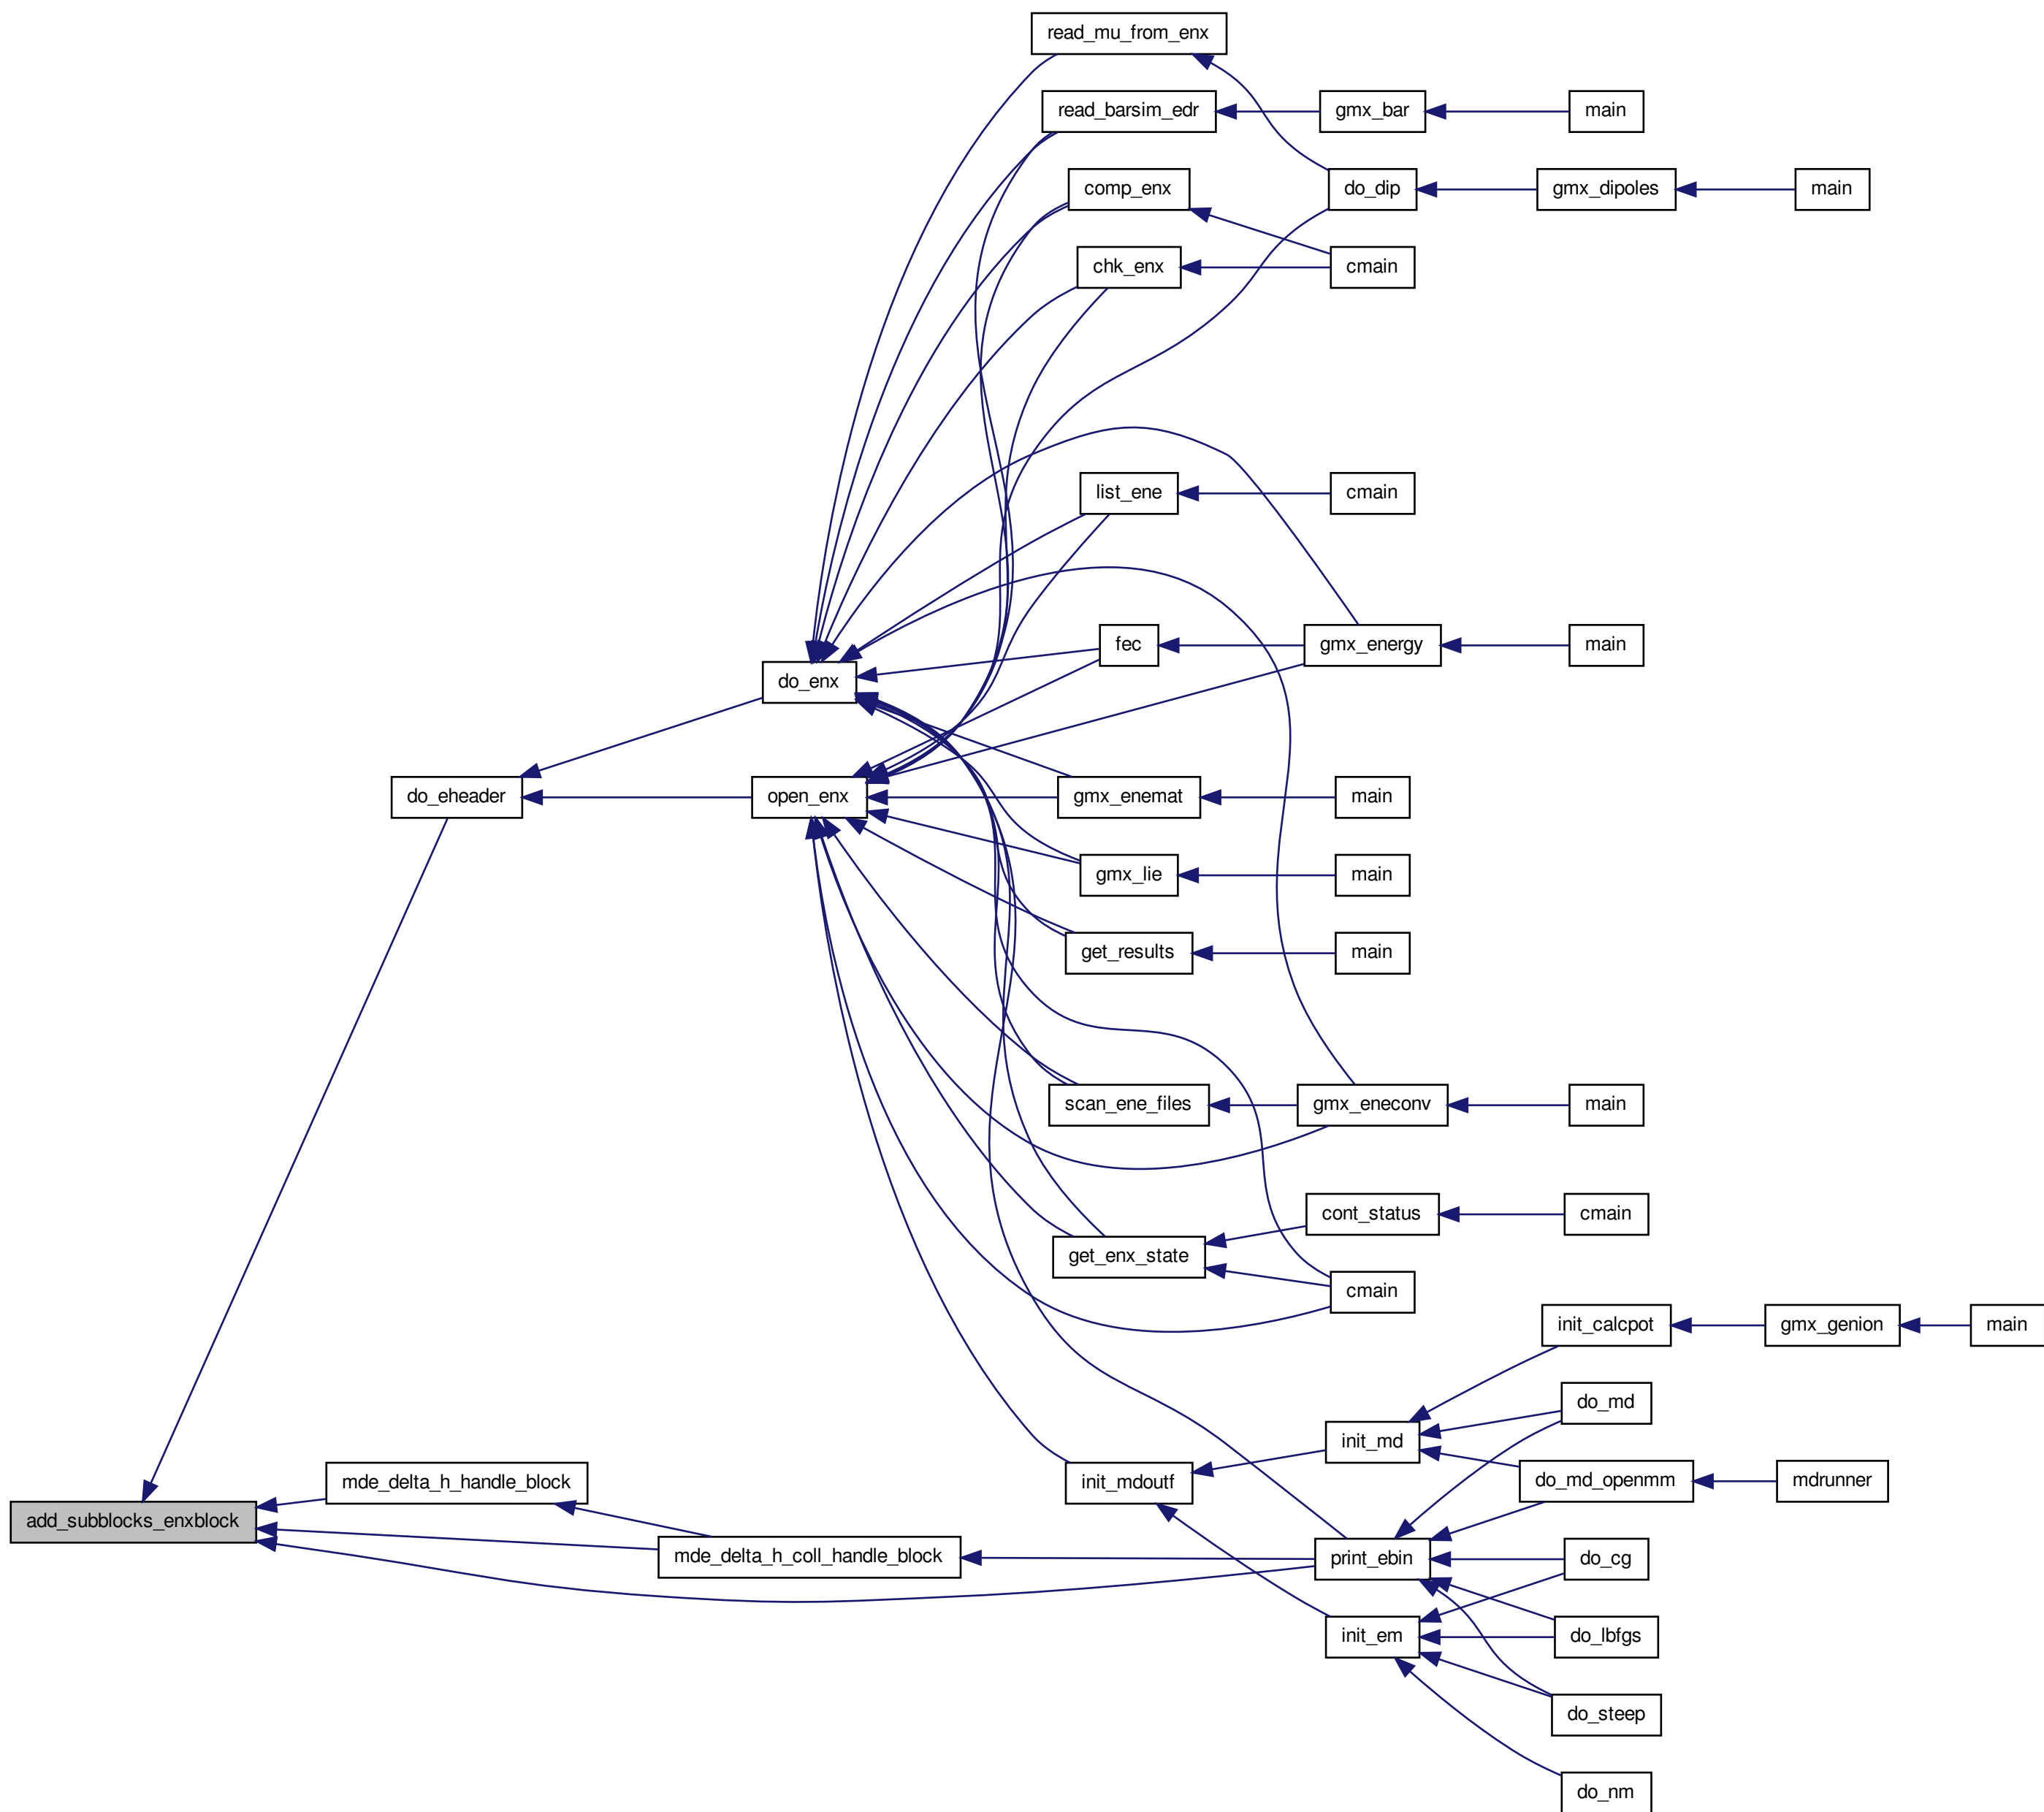 read_mu_from_enx
read_barsim_edr
gmx_bar
main
comp_enx
do_dip
gmx_dipoles
main
chk_enx
cmain
list_ene
cmain
fec
gmx_energy
main
do_enx
do_eheader
open_enx
gmx_enemat
main
gmx_lie
main
get_results
main
scan_ene_files
gmx_eneconv
main
cont_status
cmain
get_enx_state
cmain
init_calcpot
gmx_genion
main
do_md
init_md
mde_delta_h_handle_block
init_mdoutf
do_md_openmm
mdrunner
add_subblocks_enxblock
mde_delta_h_coll_handle_block
print_ebin
do_cg
init_em
do_lbfgs
do_steep
do_nm